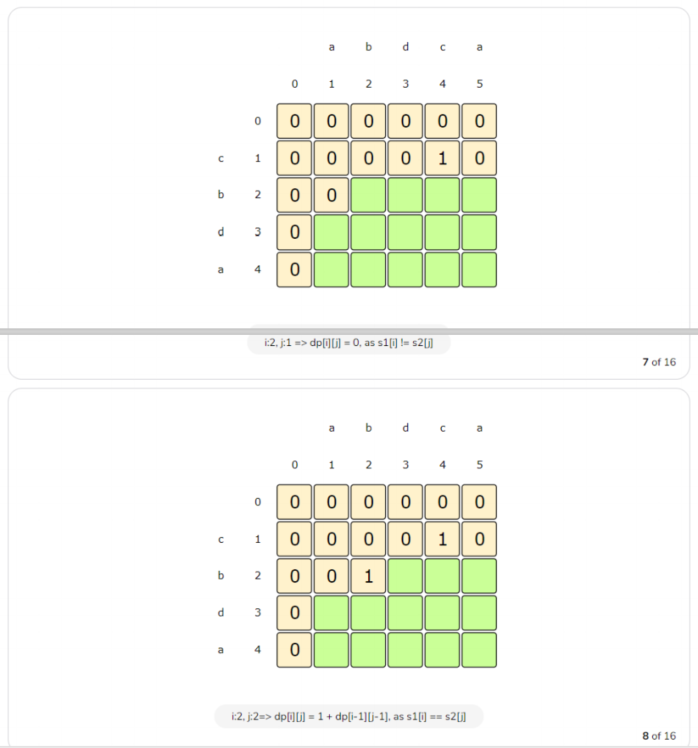 a b d c a
0 1 2 3 4 5
0 0 0 0 0 0 0
c 1 0 0 0 0 1 0
b 2 0 0
d 3 0
a 4 0
i:2, j:1 => dp[i][j] = 0, as s1[i] != s2[j]
7 of 16
a b d c a
0 1 2 3 4 5
0 0 0 0 0 0 0
c 1 0 0 0 0 1 0
b 2 0 0 1
d 3 0
a 4 0
i:2, j:2=> dp[i][j] = 1 + dp[i-1][j-1], as s1[i] == s2[j]
8 of 16